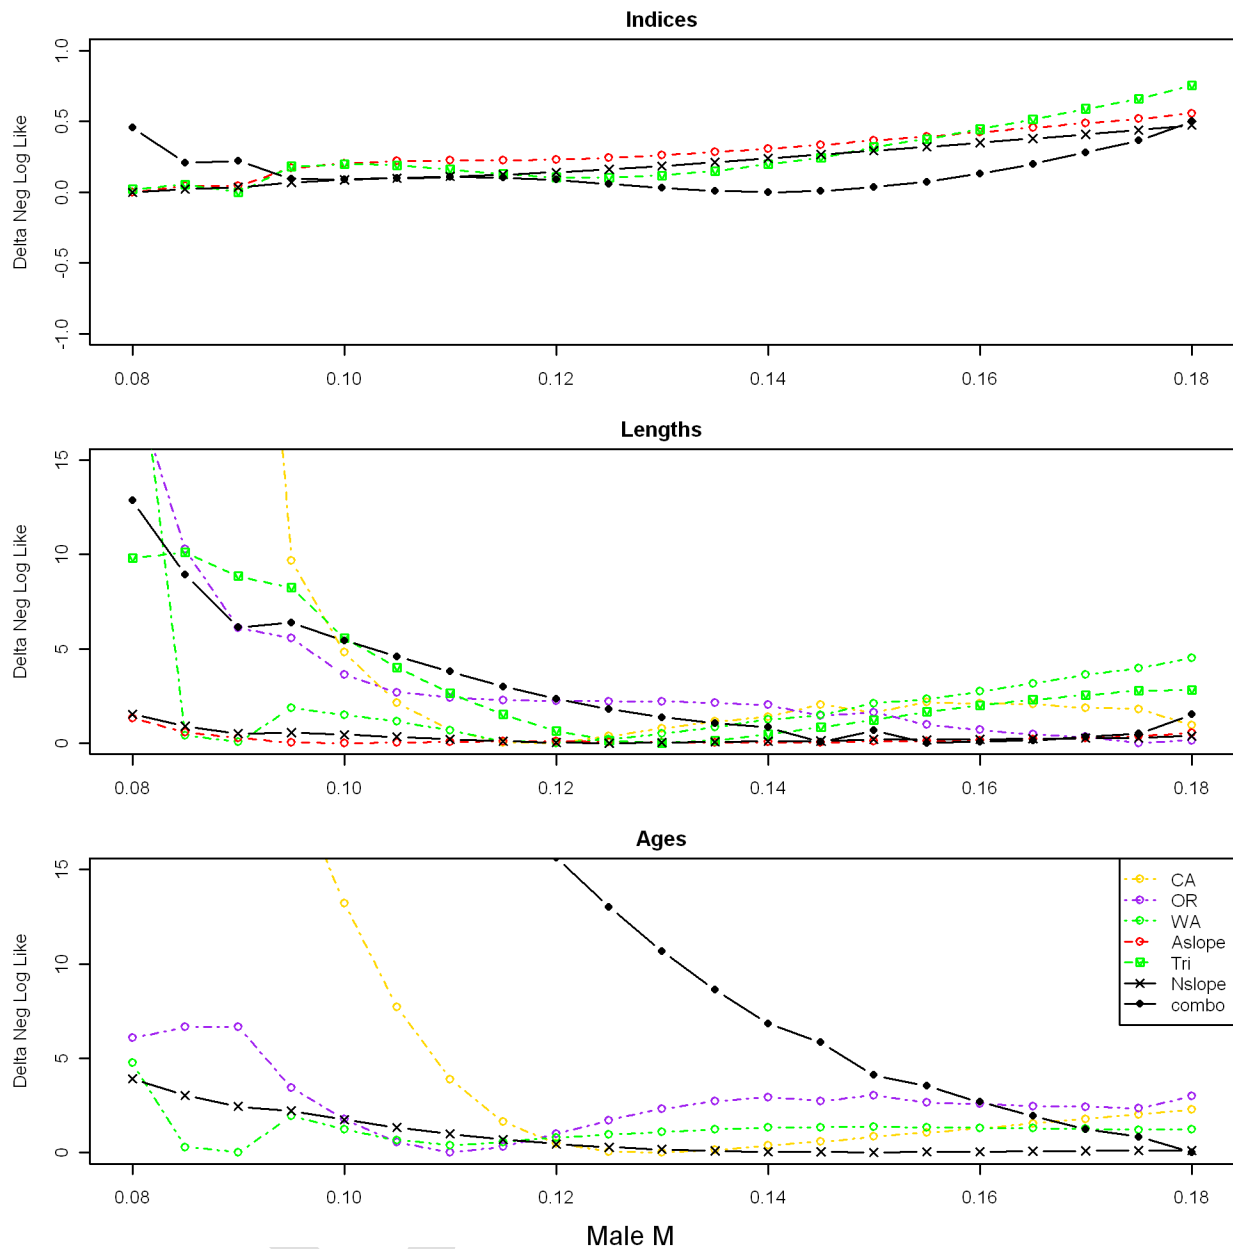 Indices
Delta Neg Log Like
1.0
0.5
0.0
-0.5
-1.0
0.08 0.10 0.12 0.14 0.16 0.18
Lengths
Delta Neg Log Like
15
10
5
0
0.08 0.10 0.12 0.14 0.16 0.18
Ages
Delta Neg Log Like
15
10
5
0
CA
OR
WA
Aslope
Tri
Nslope
combo
0.08 0.10 0.12 0.14 0.16 0.18
Male M